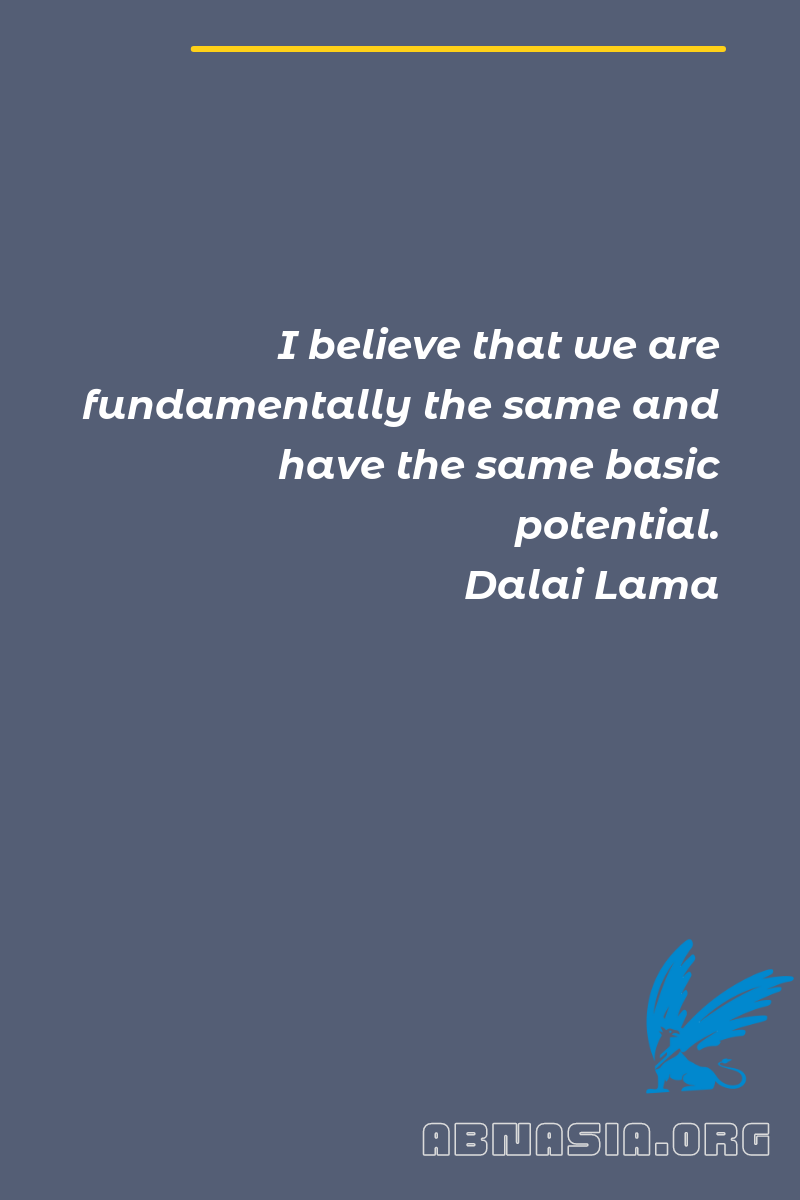 I believe that we are
fundamentally the same and
have the same basic
potential.
Dalai Lama
ABNASIA.ORG